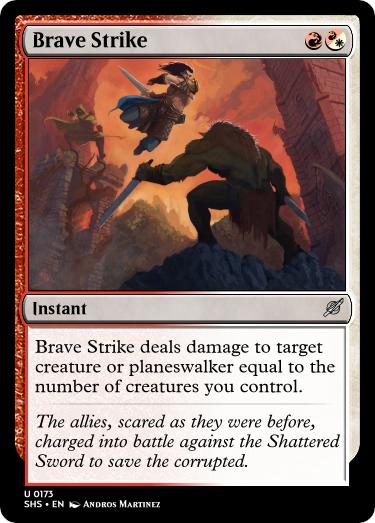 Brave Strike
Instant
Brave Strike deals damage to target
creature or planeswalker equal to the
number of creatures you control.
The allies, scared as they were before,
charged into battle against the Shattered
Sword to save the corrupted.
U 0173
SHS • EN Andros Martinez